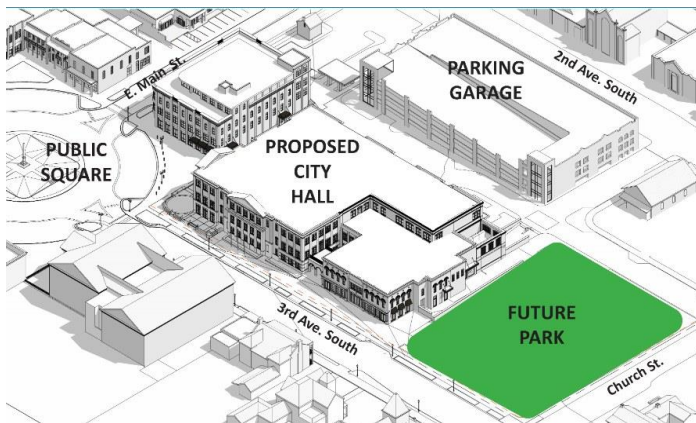 E. Main St.
2nd Ave. South
PARKING
GARAGE
PUBLIC
SQUARE
PROPOSED
CITY
HALL
3rd Ave. South
FUTURE
PARK
Church St.